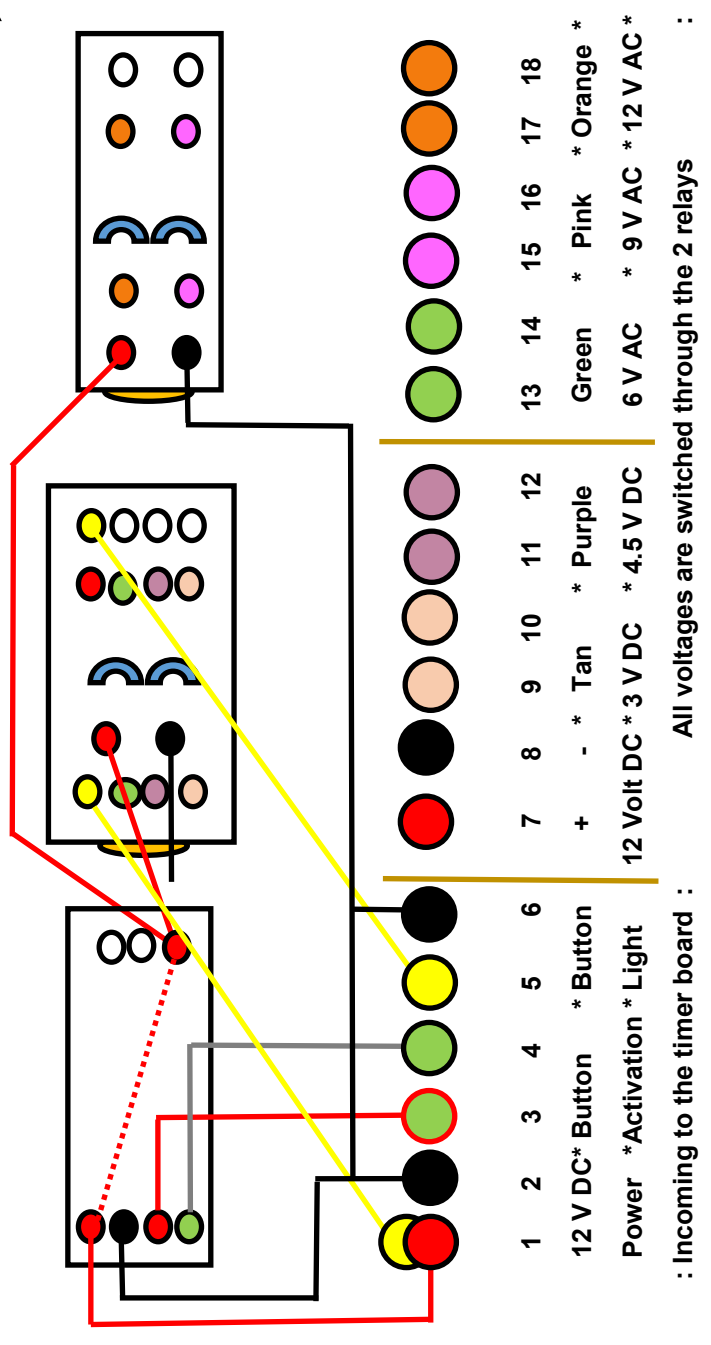 1 2 3 4 5 6 7 8 9 10 11 12 13 14 15 16 17 18
12 V DC* Button * Button + - * Tan * Purple Green * Pink * Orange *
Power *Activation * Light 12 Volt DC * 3 V DC * 4.5 V DC 6 V AC * 9 V AC * 12 V AC *
: Incoming to the timer board : All voltages are switched through the 2 relays :